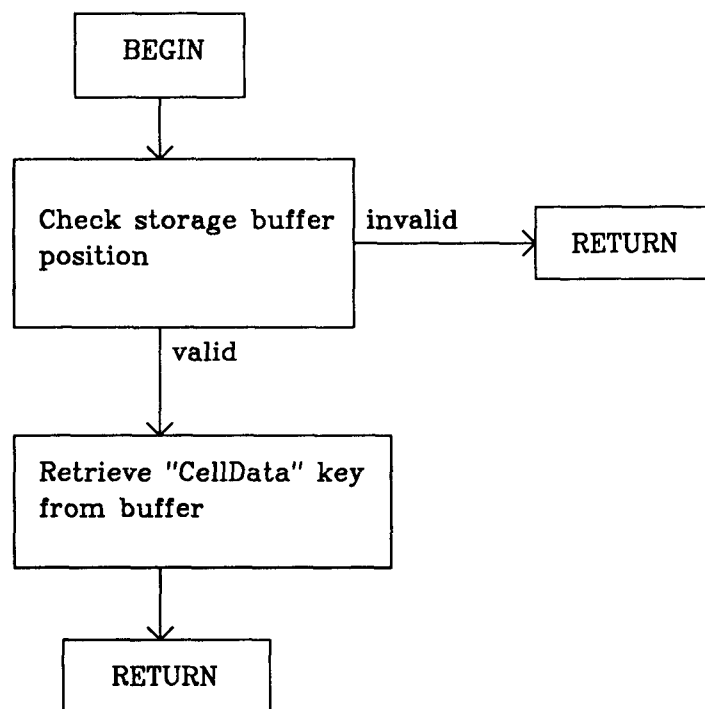 BEGIN
Check storage buffer
position
invalid
RETURN
valid
Retrieve "CellData" key
from buffer
RETURN